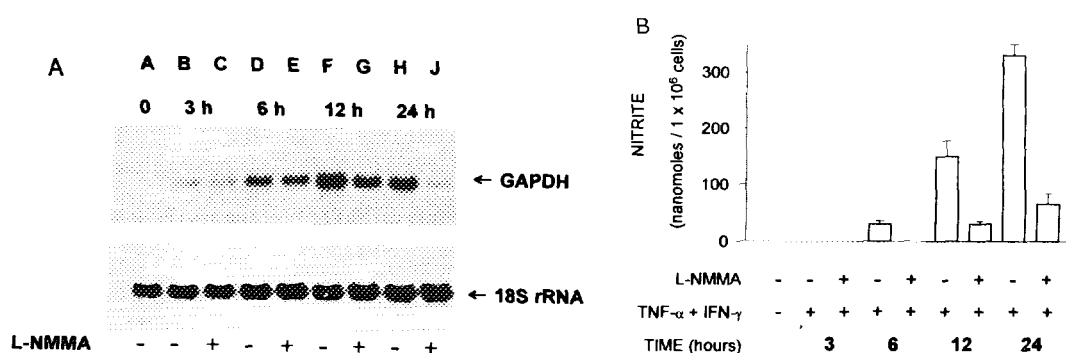 A
A B C D E F G H J
0 3 h 6 h 12 h 24 h
← GAPDH
← 18S rRNA
L-NMMA - - + - + - + - +
B
NITRITE
(nanomoles / 1 x 10⁶ cells)
300
200
100
0
L-NMMA - - + - + - + - +
TNF-α + IFN-γ - + + + + + + + +
TIME (hours) 3 6 12 24